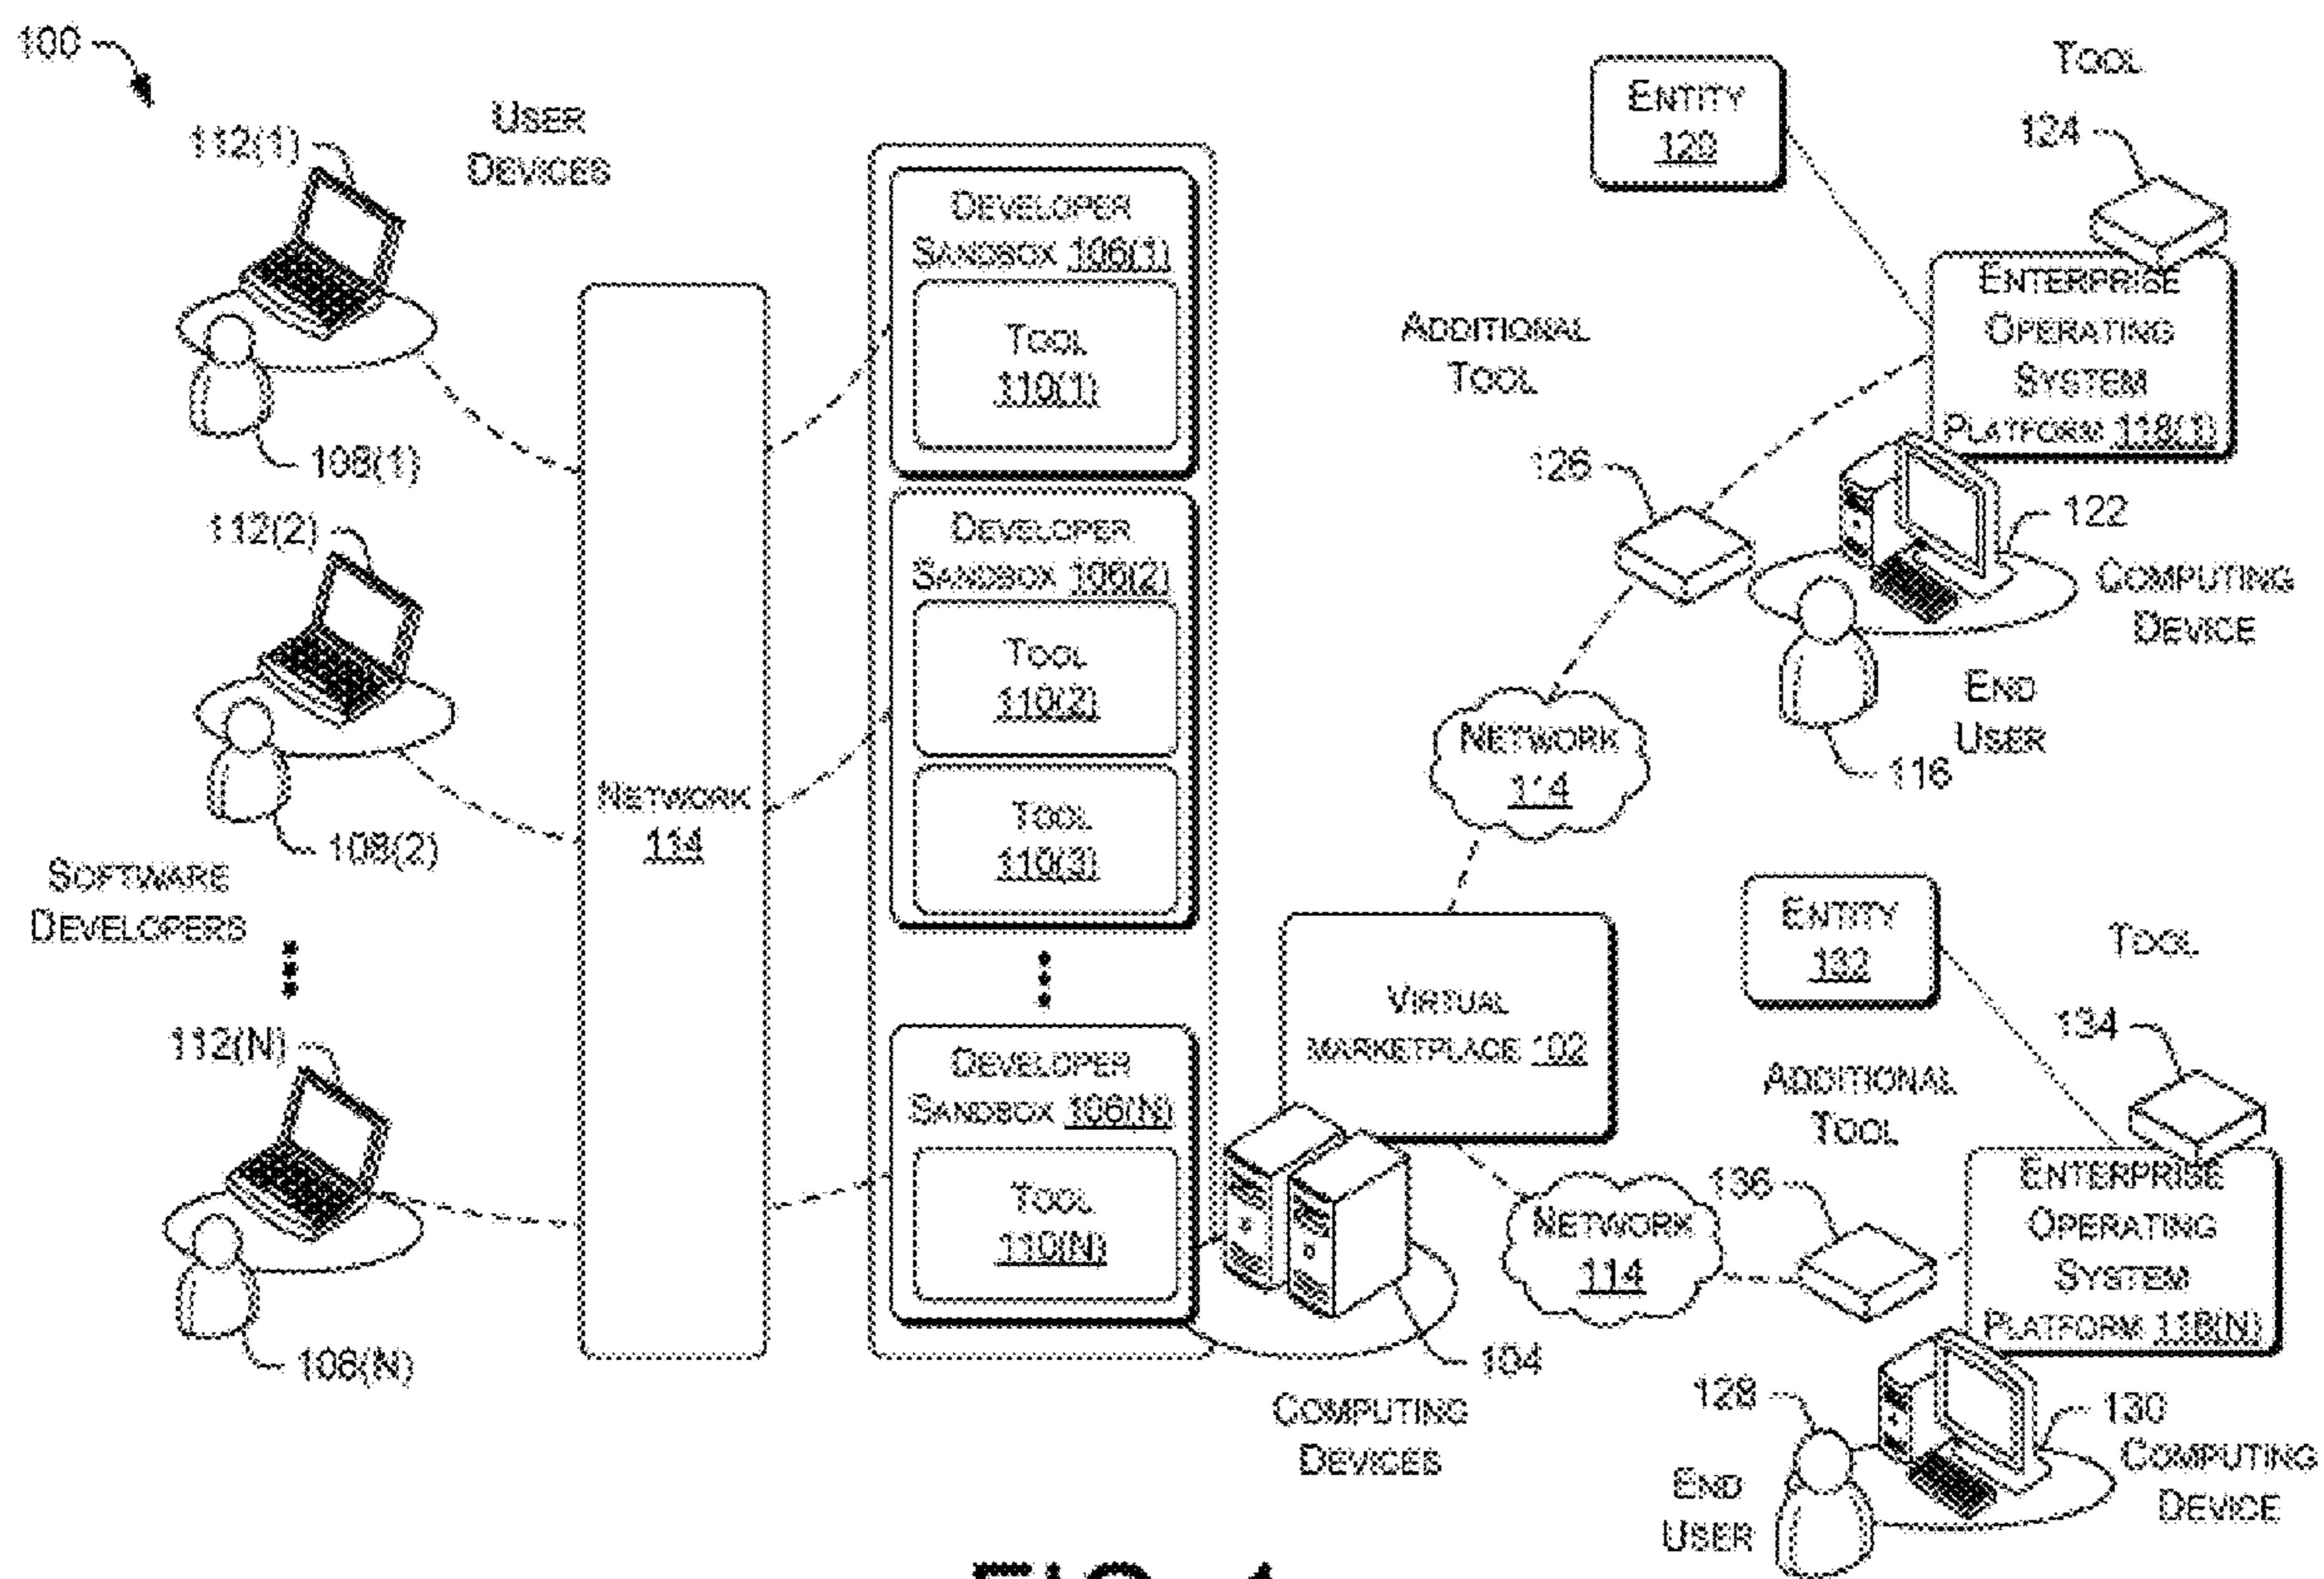 100
112(1)
USER
DEVICES
108(1)
112(2)
108(2)
SOFTWARE
DEVELOPERS
112(N)
108(N)
NETWORK
114
DEVELOPER
SANDBOX 106(1)
TOOL
110(1)
DEVELOPER
SANDBOX 106(2)
TOOL
110(2)
TOOL
110(3)
DEVELOPER
SANDBOX 106(N)
TOOL
110(N)
VIRTUAL
MARKETPLACE 102
104
COMPUTING
DEVICES
ENTITY
120
TOOL
124
ENTERPRISE
OPERATING
SYSTEM
PLATFORM 118(1)
ADDITIONAL
TOOL
126
122
COMPUTING
DEVICE
END
USER
116
NETWORK
114
ENTITY
132
TOOL
134
ADDITIONAL
TOOL
136
NETWORK
114
ENTERPRISE
OPERATING
SYSTEM
PLATFORM 118(N)
128
130
COMPUTING
DEVICE
END
USER